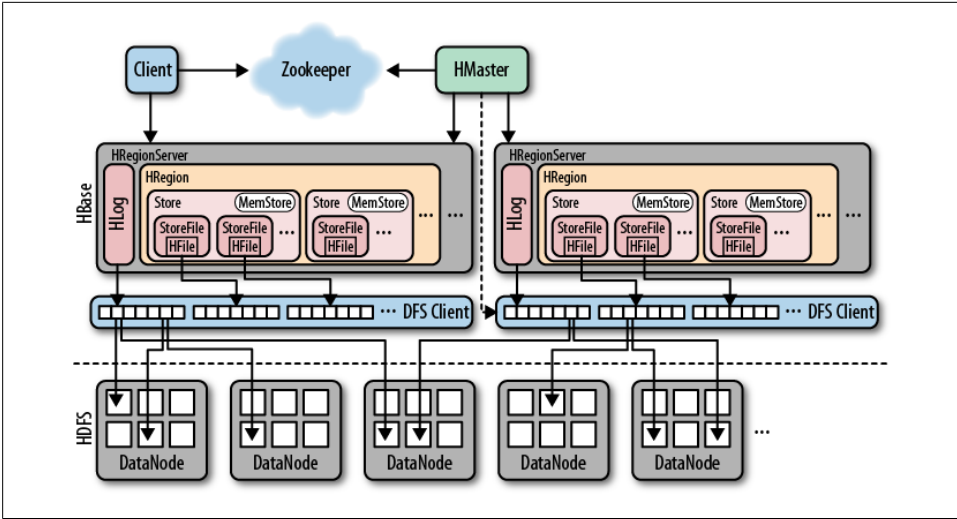 Client
Zookeeper
HMaster
HRegionServer
HRegionServer
HBase
HLog
HRegion
Store
MemStore
Store
MemStore
...
...
StoreFile
StoreFile
...
StoreFile
...
HFile
HFile
HFile
HLog
HRegion
Store
MemStore
Store
MemStore
...
...
StoreFile
StoreFile
...
StoreFile
...
HFile
HFile
HFile
... DFS Client
... DFS Client
HDFS
DataNode
DataNode
DataNode
DataNode
DataNode
...